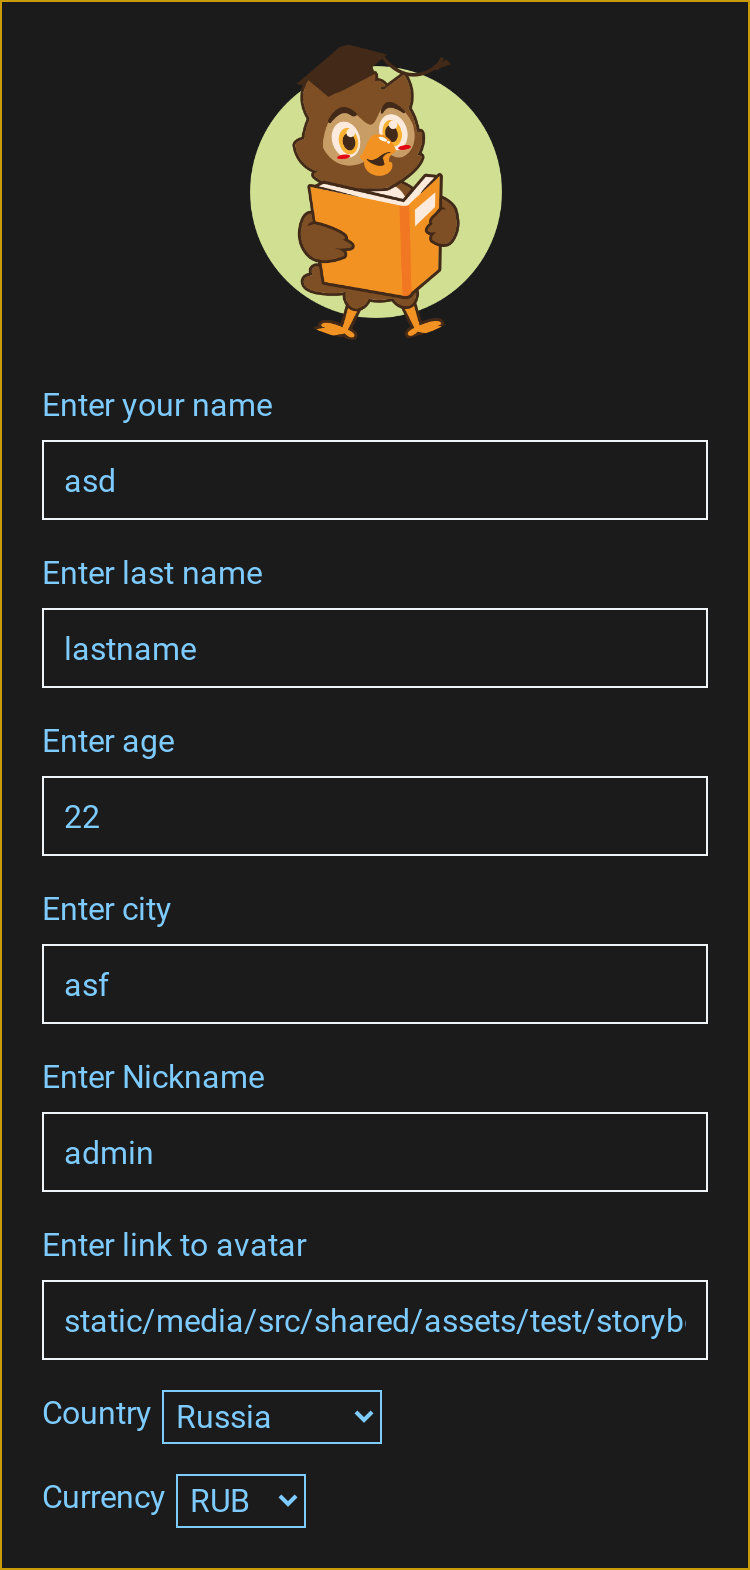 Enter your name
asd
Enter last name
lastname
Enter age
22
Enter city
asf
Enter Nickname
admin
Enter link to avatar
static/media/src/shared/assets/test/storyb
Country Russia
Currency RUB